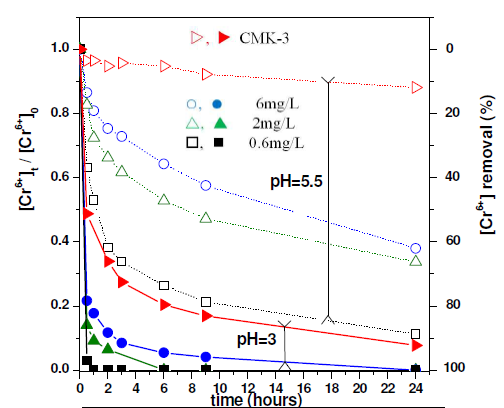 CMK-3
6mg/L
2mg/L
0.6mg/L
pH=5.5
pH=3
[Cr6+]t / [Cr6+]0
1.0
0.8
0.6
0.4
0.2
0.0
0
20
40
60
80
100
[Cr6+] removal (%)
0 2 4 6 8 10 12 14 16 18 20 22 24
time (hours)